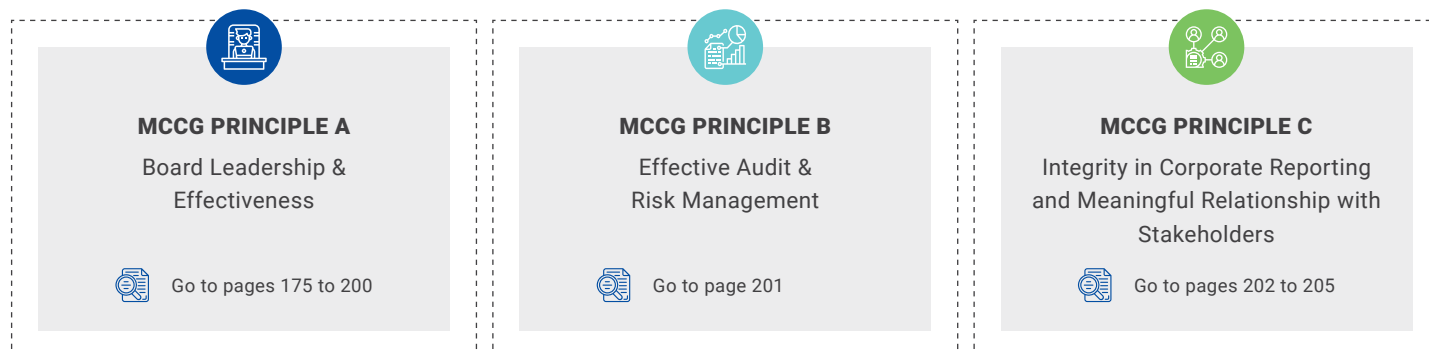 MCCG PRINCIPLE A
Board Leadership &
Effectiveness
Go to pages 175 to 200
MCCG PRINCIPLE B
Effective Audit &
Risk Management
Go to page 201
MCCG PRINCIPLE C
Integrity in Corporate Reporting
and Meaningful Relationship with
Stakeholders
Go to pages 202 to 205